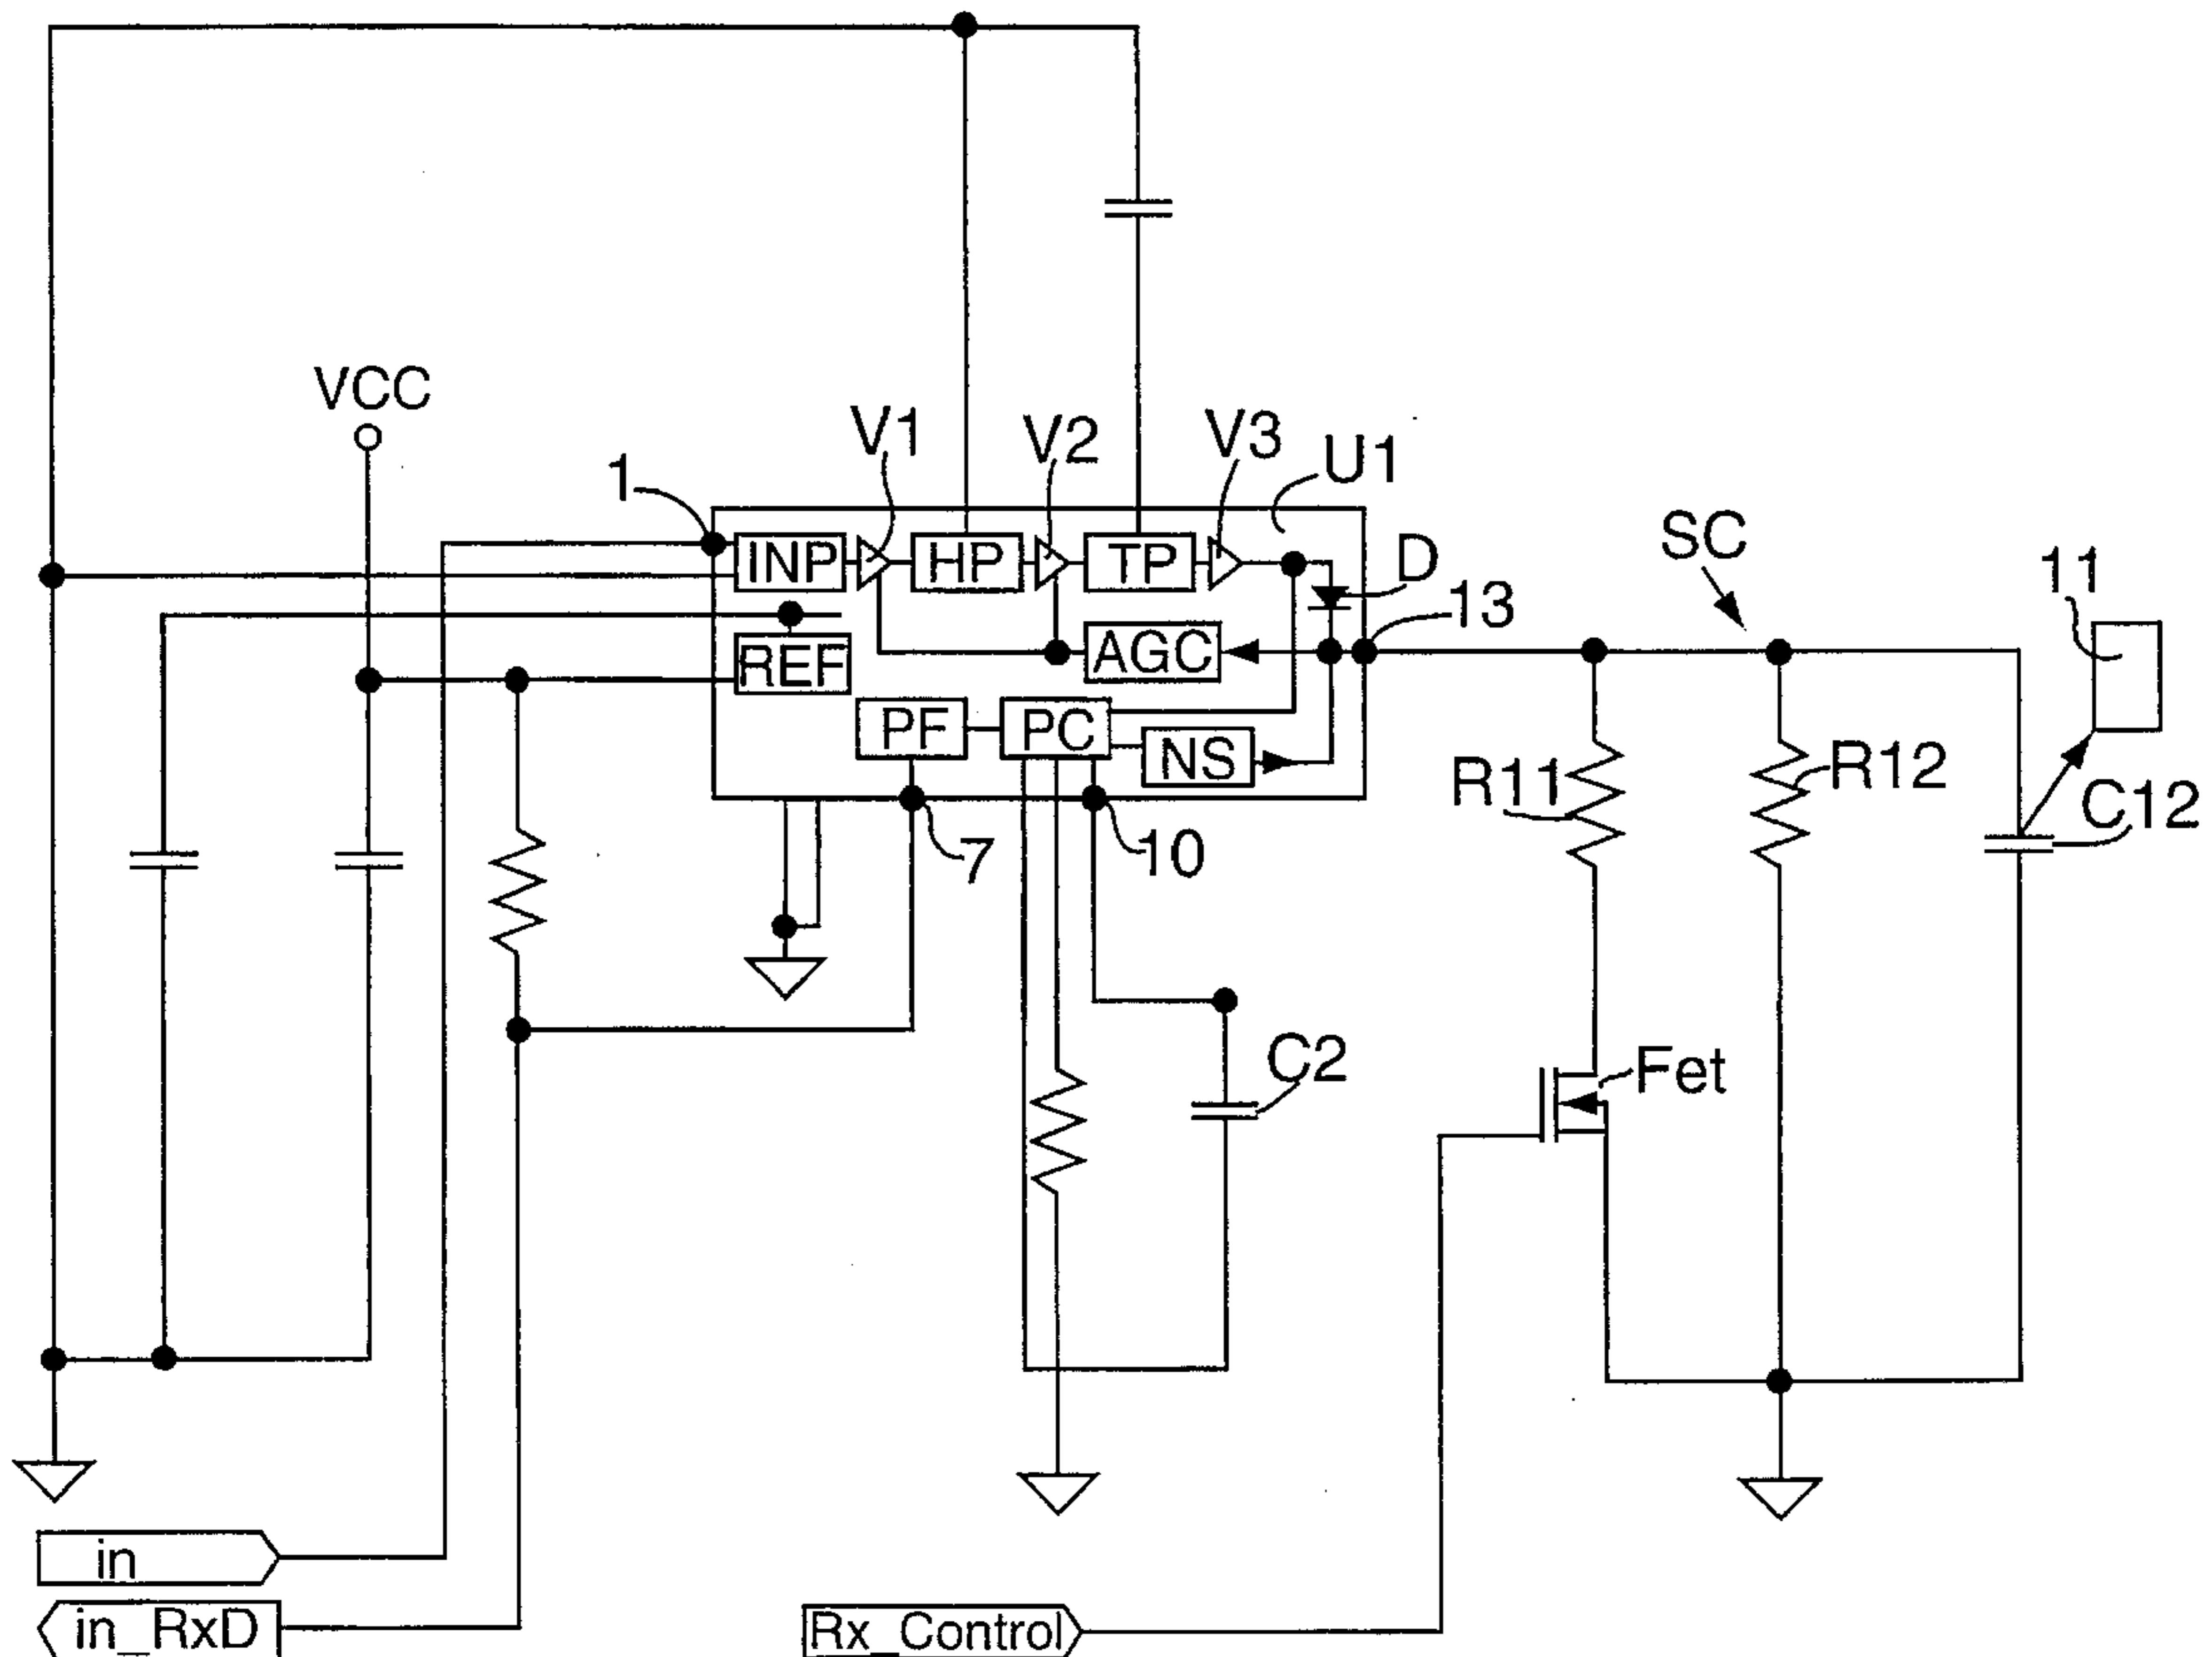 VCC
V1
V2
V3
U1
1
SC
11
INP
HP
TP
D
13
REF
AGC
PF
PC
NS
R11
R12
C12
7
10
C2
Fet
in
in_RxD
Rx_Control